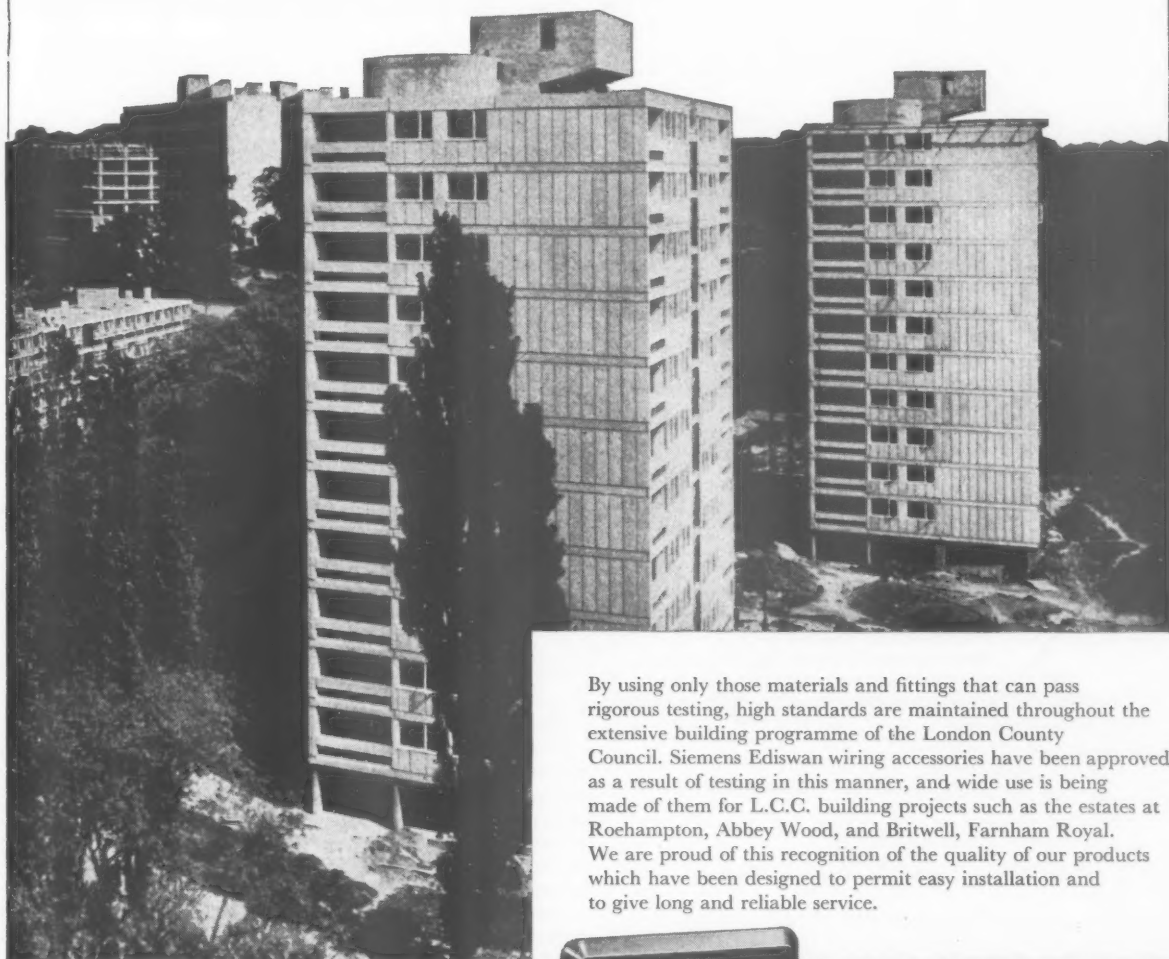 By using only those materials and fittings that can pass
rigorous testing, high standards are maintained throughout the
extensive building programme of the London County
Council. Siemens Ediswan wiring accessories have been approved
as a result of testing in this manner, and wide use is being
made of them for L.C.C. building projects such as the estates at
Roehampton, Abbey Wood, and Britwell, Farnham Royal.
We are proud of this recognition of the quality of our products
which have been designed to permit easy installation and
to give long and reliable service.